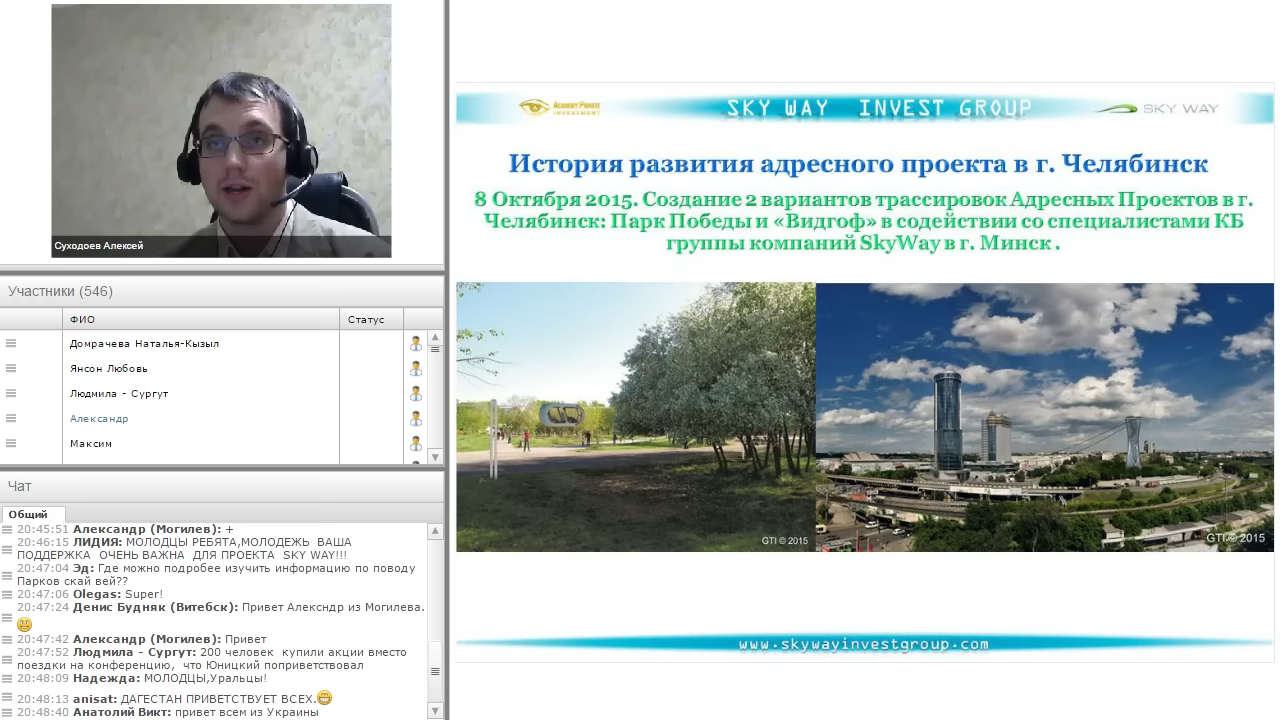 Суходоев Алексей
Участники (546)
ФИО
Статус
Домрачева Наталья-Кызыл
Янсон Любовь
Людмила - Сургут
Александр
Максим
Чат
Общий
20:45:51 Александр (Могилев): +
20:46:15 ЛИДИЯ: МОЛОДЦЫ РЕБЯТА,МОЛОДЕЖЬ ВАША
ПОДДЕРЖКА ОЧЕНЬ ВАЖНА ДЛЯ ПРОЕКТА SKY WAY!!!
20:47:04 Эд: Где можно подробее изучить информацию по поводу
Парков скай вей??
20:47:06 Olegas: Super!
20:47:24 Денис Будняк (Витебск): Привет Алексндр из Могилева.
20:47:42 Александр (Могилев): Привет
20:47:52 Людмила - Сургут: 200 человек купили акции вместо
поездки на конференцию, что Юницкий поприветствовал
20:48:09 Надежда: МОЛОДЦЫ,Уральцы!
20:48:13 anisat: ДАГЕСТАН ПРИВЕТСТВУЕТ ВСЕХ.
20:48:40 Анатолий Викт: привет всем из Украины
ACADEMY PRIVATE
INVESTMENT
SKY WAY INVEST GROUP
SKY WAY
История развития адресного проекта в г. Челябинск
8 Октября 2015. Создание 2 вариантов трассировок Адресных Проектов в г.
Челябинск: Парк Победы и «Видгоф» в содействии со специалистами КБ
группы компаний SkyWay в г. Минск .
GTI © 2015
GTI © 2015
www.skywayinvestgroup.com